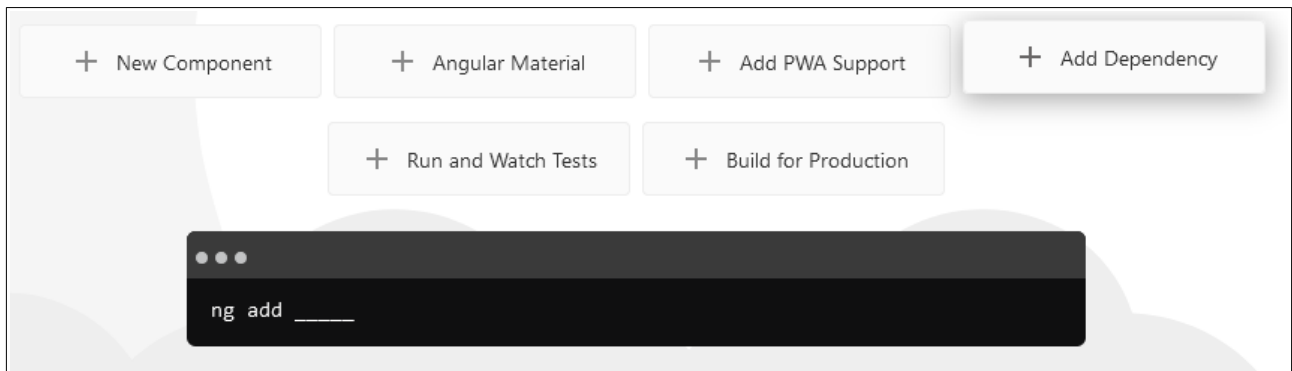 + New Component
+ Angular Material
+ Add PWA Support
+ Add Dependency
+ Run and Watch Tests
+ Build for Production
ng add _____